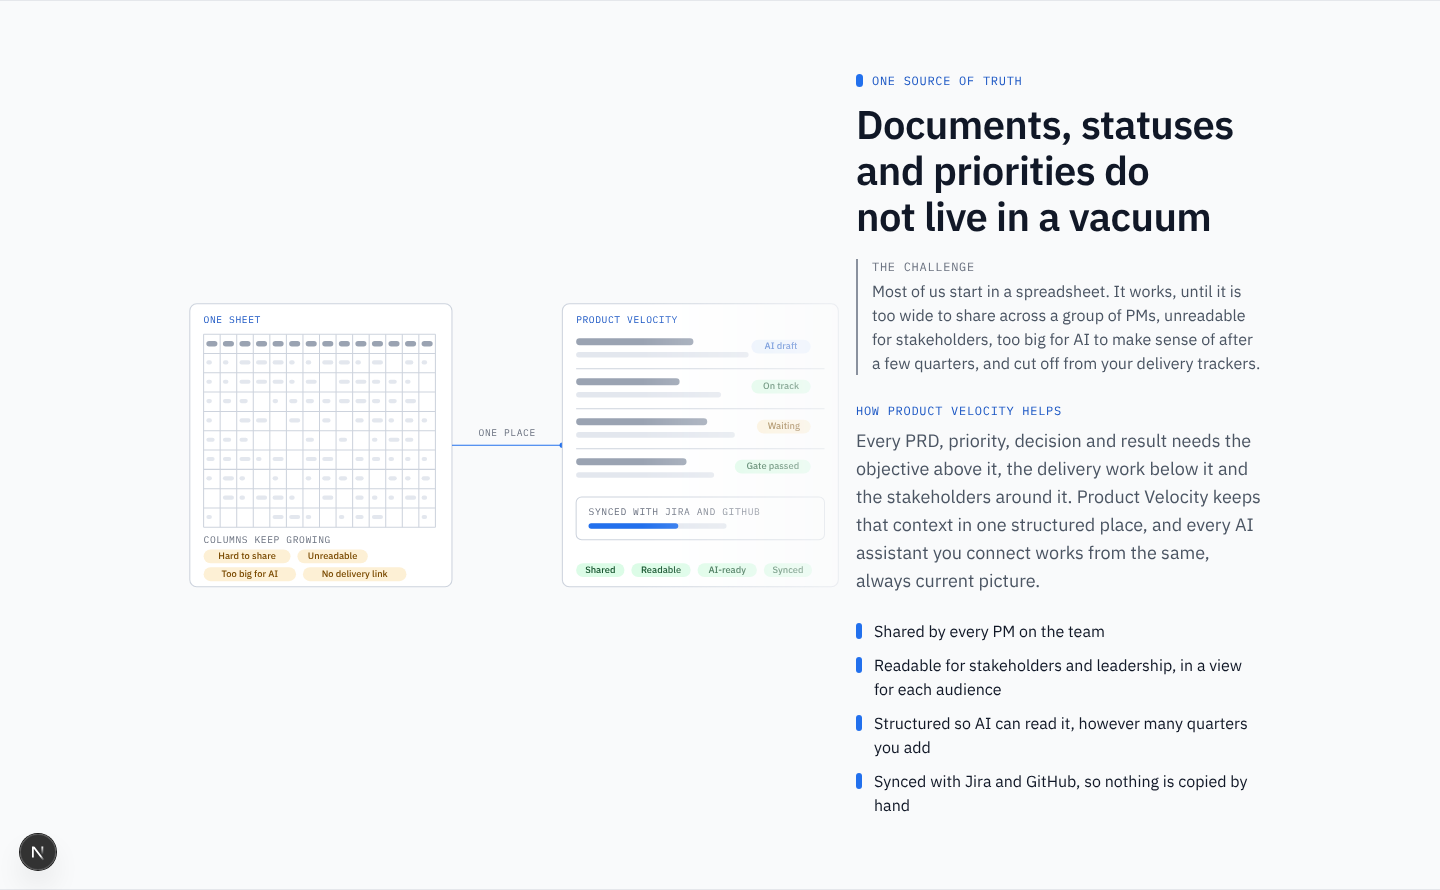 ONE SOURCE OF TRUTH
Documents, statuses
and priorities do
not live in a vacuum
THE CHALLENGE
Most of us start in a spreadsheet. It works, until it is
too wide to share across a group of PMs, unreadable
for stakeholders, too big for AI to make sense of after
a few quarters, and cut off from your delivery trackers.
HOW PRODUCT VELOCITY HELPS
Every PRD, priority, decision and result needs the
objective above it, the delivery work below it and
the stakeholders around it. Product Velocity keeps
that context in one structured place, and every AI
assistant you connect works from the same,
always current picture.
Shared by every PM on the team
Readable for stakeholders and leadership, in a view
for each audience
Structured so AI can read it, however many quarters
you add
Synced with Jira and GitHub, so nothing is copied by
hand
ONE SHEET
COLUMNS KEEP GROWING
Hard to share
Unreadable
Too big for AI
No delivery link
ONE PLACE
PRODUCT VELOCITY
AI draft
On track
Waiting
Gate passed
SYNCED WITH JIRA AND GITHUB
Shared
Readable
AI-ready
Synced
N